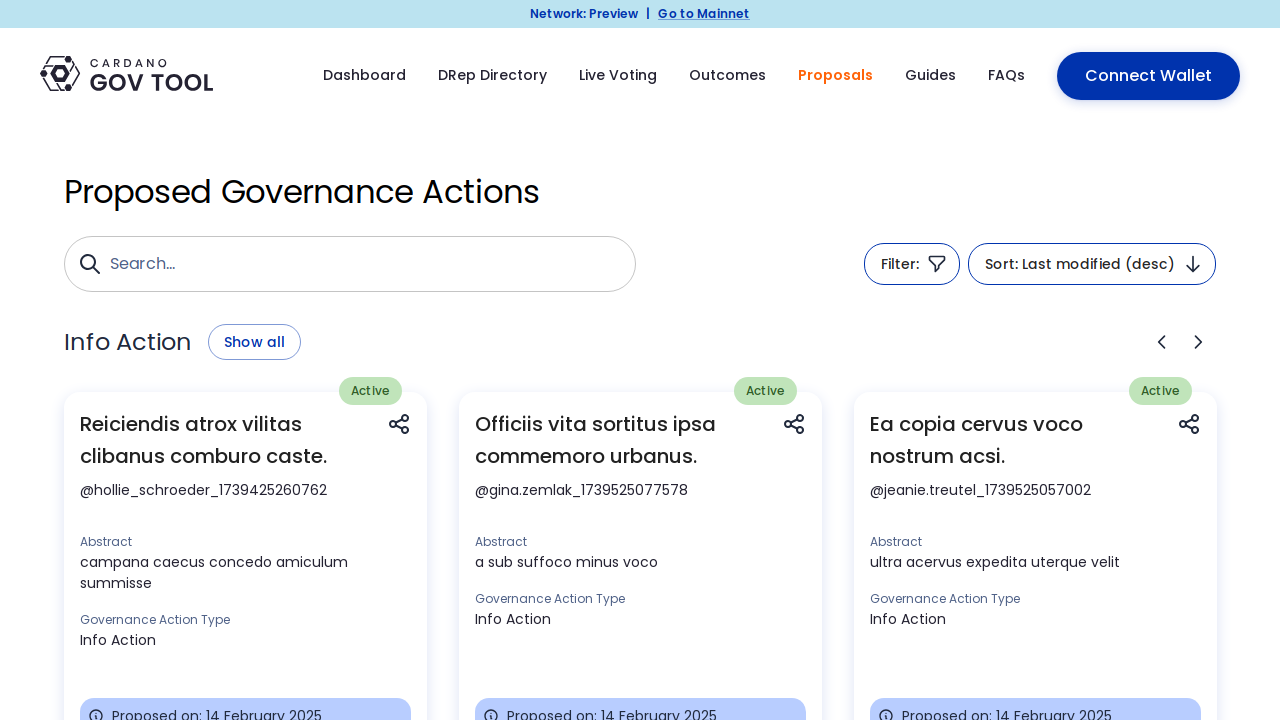 Network: Preview | Go to Mainnet
CARDANO
GOV TOOL
Dashboard DRep Directory Live Voting Outcomes Proposals Guides FAQs Connect Wallet
Proposed Governance Actions
Search...
Filter: Sort: Last modified (desc)
Info Action Show all
Active
Reiciendis atrox vilitas
clibanus comburo caste.
@hollie_schroeder_1739425260762
Abstract
campana caecus concedo amiculum
summisse
Governance Action Type
Info Action
Proposed on: 14 February 2025
Active
Officiis vita sortitus ipsa
commemoro urbanus.
@gina.zemlak_1739525077578
Abstract
a sub suffoco minus voco
Governance Action Type
Info Action
Proposed on: 14 February 2025
Active
Ea copia cervus voco
nostrum acsi.
@jeanie.treutel_1739525057002
Abstract
ultra acervus expedita uterque velit
Governance Action Type
Info Action
Proposed on: 14 February 2025